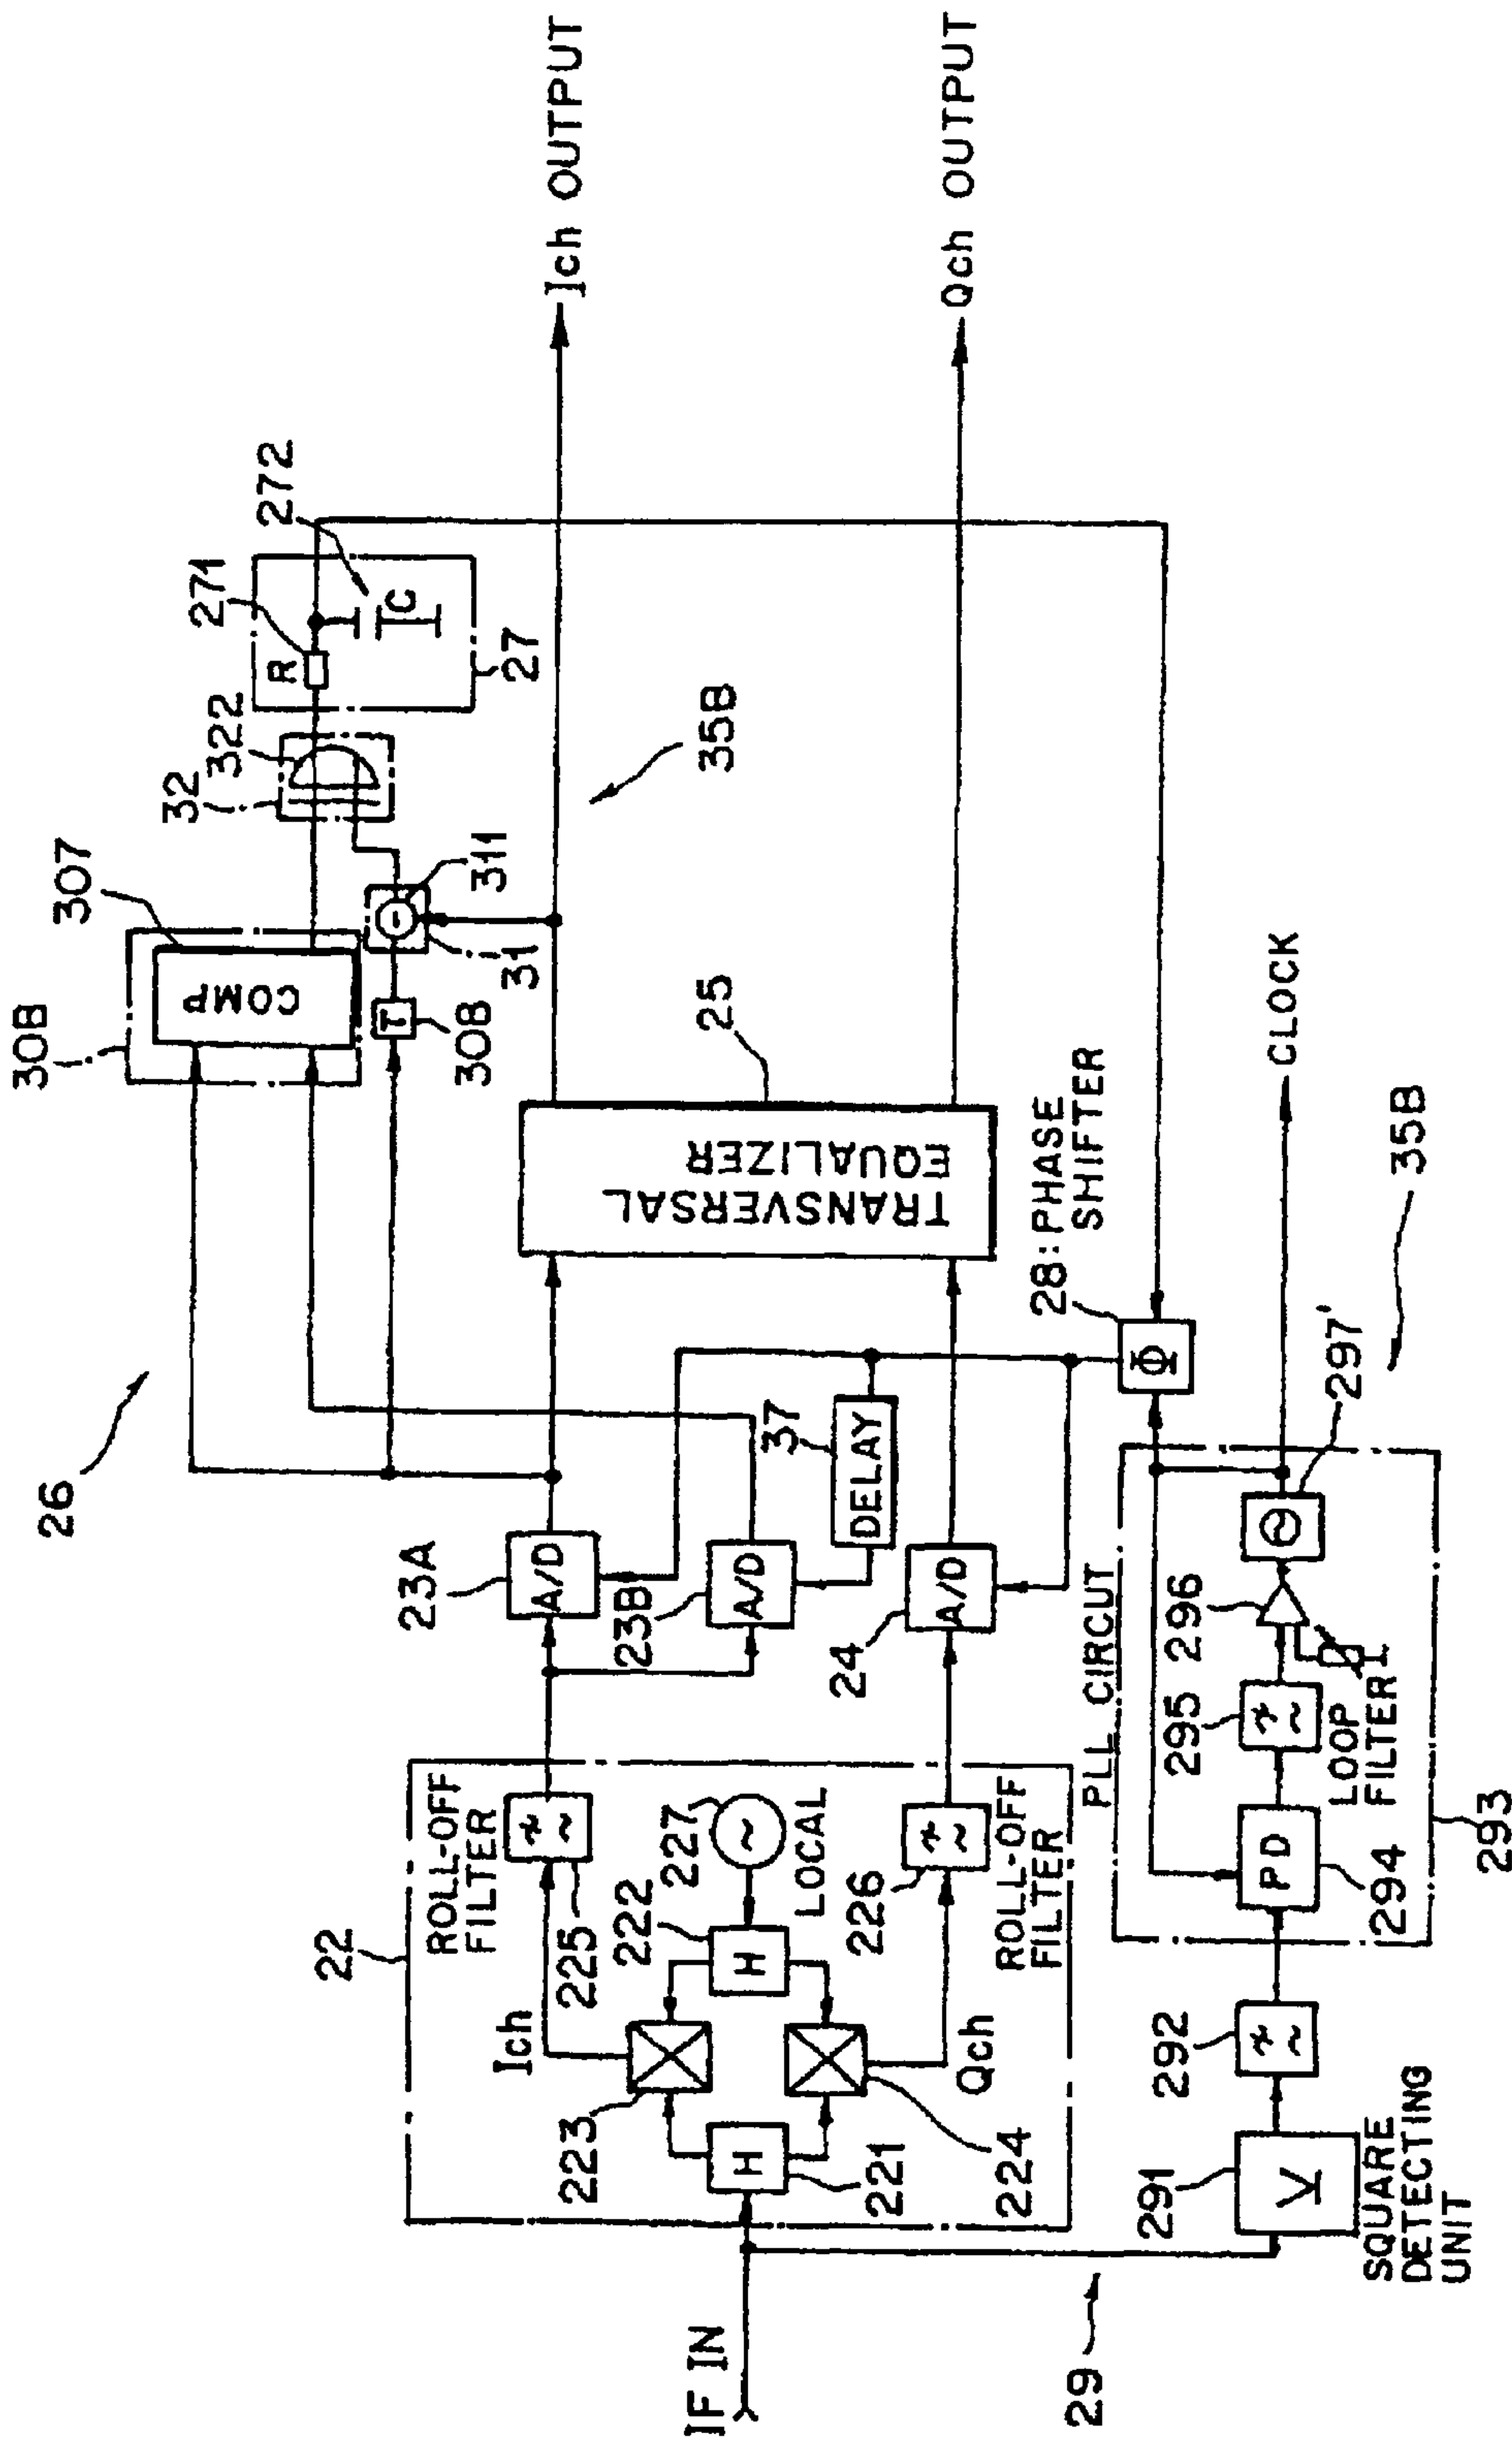 26
30B
307
COMP
308
τ
31
311
32
322
27
R
271
272
C
Ich OUTPUT
Qch OUTPUT
35B
25
TRANSVERSAL
EQUALIZER
23A
A/D
23B
A/D
37
DELAY
24
A/D
28:PHASE
SHIFTER
Φ
22
ROLL-OFF
FILTER
225
Ich
223
222
H
227
~
LOCAL
221
H
224
Qch
226
ROLL-OFF
FILTER
IF IN
29
291
SQUARE
DETECTING
UNIT
292
PLL CIRCUT
PD
294
295
LOOP
FILTER
296
297'
293
CLOCK
35B